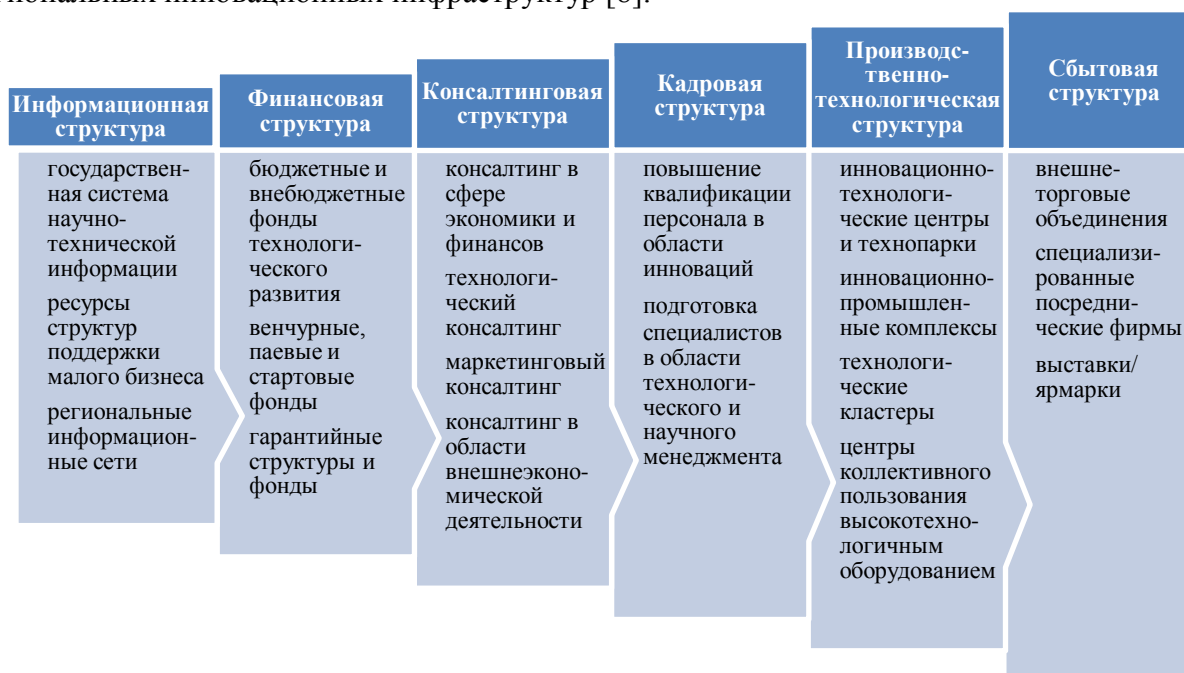 гиональных инновационных инфраструктур [6].
Информационная
структура
государствен-
ная система
научно-
технической
информации
ресурсы
структур
поддержки
малого бизнеса
региональные
информацион-
ные сети
Финансовая
структура
бюджетные и
внебюджетные
фонды
технологи-
ческого
развития
венчурные,
паевые и
стартовые
фонды
гарантийные
структуры и
фонды
Консалтинговая
структура
консалтинг в
сфере
экономики и
финансов
технологи-
ческий
консалтинг
маркетинговый
консалтинг
консалтинг в
области
внешнеэконо-
мической
деятельности
Кадровая
структура
повышение
квалификации
персонала в
области
инноваций
подготовка
специалистов
в области
технологи-
ческого и
научного
менеджмента
Производс-
твенно-
технологическая
структура
инновационно-
технологи-
ческие центры
и технопарки
инновационно-
промышлен-
ные комплексы
технологи-
ческие
кластеры
центры
коллективного
пользования
высокотехно-
логичным
оборудованием
Сбытовая
структура
внешне-
торговые
объединения
специализи-
рованные
посредни-
ческие фирмы
выставки/
ярмарки